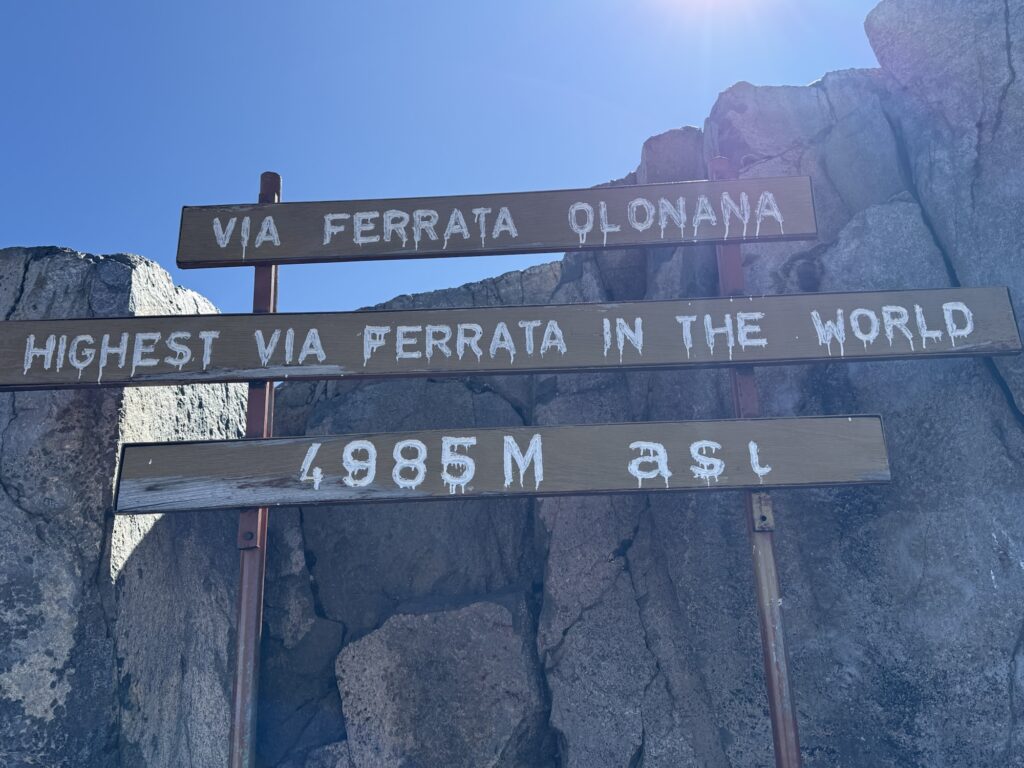 VIA FERRATA OLONANA
HIGHEST VIA FERRATA IN THE WORLD
4985M asl